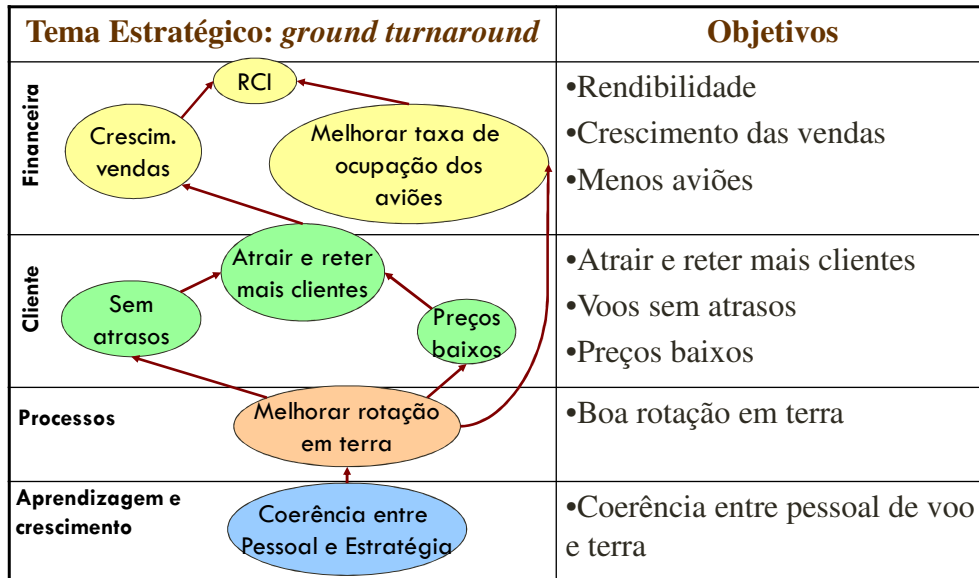 Tema Estratégico: ground turnaround
Objetivos
Financeira
RCI
Crescim.
vendas
Melhorar taxa de
ocupação dos
aviões
•Rendibilidade
•Crescimento das vendas
•Menos aviões
Cliente
Atrair e reter
mais clientes
Sem
atrasos
Preços
baixos
•Atrair e reter mais clientes
•Voos sem atrasos
•Preços baixos
Processos
Melhorar rotação
em terra
•Boa rotação em terra
Aprendizagem e
crescimento
Coerência entre
Pessoal e Estratégia
•Coerência entre pessoal de voo
e terra